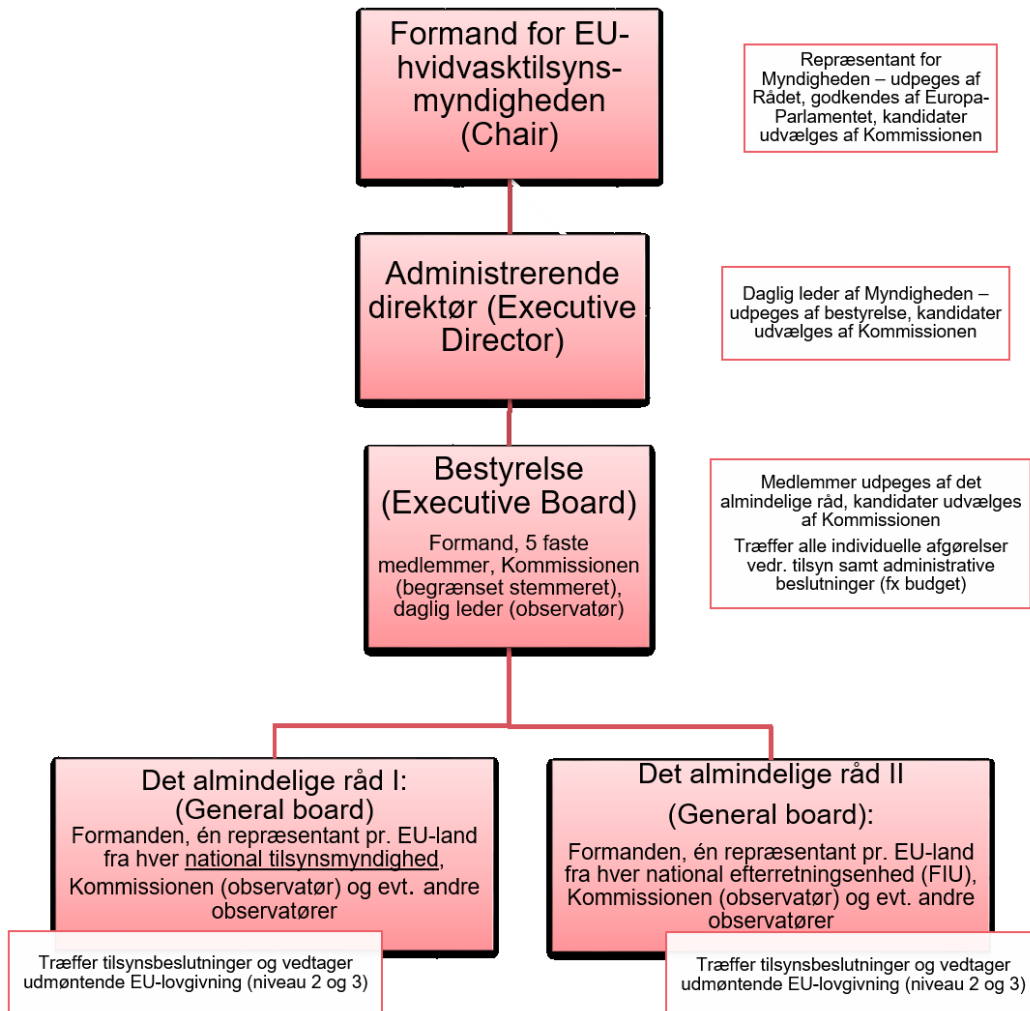 Formand for EU-
hvidvasktilsyns-
myndigheden
(Chair)
Repræsentant for
Myndigheden – udpeges af
Rådet, godkendes af Europa-
Parlamentet, kandidater
udvælges af Kommissionen
Administrerende
direktør (Executive
Director)
Daglig leder af Myndigheden –
udpeges af bestyrelse, kandidater
udvælges af Kommissionen
Bestyrelse
(Executive Board)
Formand, 5 faste
medlemmer, Kommissionen
(begrænset stemmeret),
daglig leder (observatør)
Medlemmer udpeges af det
almindelige råd, kandidater udvælges
af Kommissionen
Træffer alle individuelle afgørelser
vedr. tilsyn samt administrative
beslutninger (fx budget)
Det almindelige råd I:
(General board)
Formanden, én repræsentant pr. EU-land
fra hver national tilsynsmyndighed,
Kommissionen (observatør) og evt. andre
observatører
Træffer tilsynsbeslutninger og vedtager
udmøntende EU-lovgivning (niveau 2 og 3)
Det almindelige råd II
(General board):
Formanden, én repræsentant pr. EU-land
fra hver national efterretningsenhed (FIU),
Kommissionen (observatør) og evt. andre
observatører
Træffer tilsynsbeslutninger og vedtager
udmøntende EU-lovgivning (niveau 2 og 3)